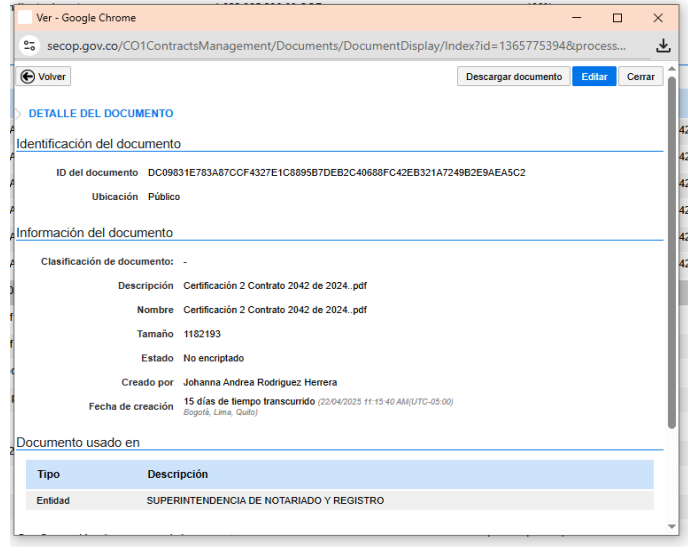 Ver - Google Chrome
secop.gov.co/CO1ContractsManagement/Documents/DocumentDisplay/Index?id=1365775394&process...
Volver
Descargar documento
Editar
Cerrar
DETALLE DEL DOCUMENTO
Identificación del documento
ID del documento DC09831E783A87CCF4327E1C8895B7DEB2C40688FC42EB321A7249B2E9AEA5C2
Ubicación Público
Información del documento
Clasificación de documento: -
Descripción Certificación 2 Contrato 2042 de 2024..pdf
Nombre Certificación 2 Contrato 2042 de 2024..pdf
Tamaño 1182193
Estado No encriptado
Creado por Johanna Andrea Rodriguez Herrera
Fecha de creación 15 días de tiempo transcurrido (22/04/2025 11:15:40 AM(UTC-05:00)
Bogotá, Lima, Quito)
Documento usado en
Tipo Descripción
Entidad SUPERINTENDENCIA DE NOTARIADO Y REGISTRO